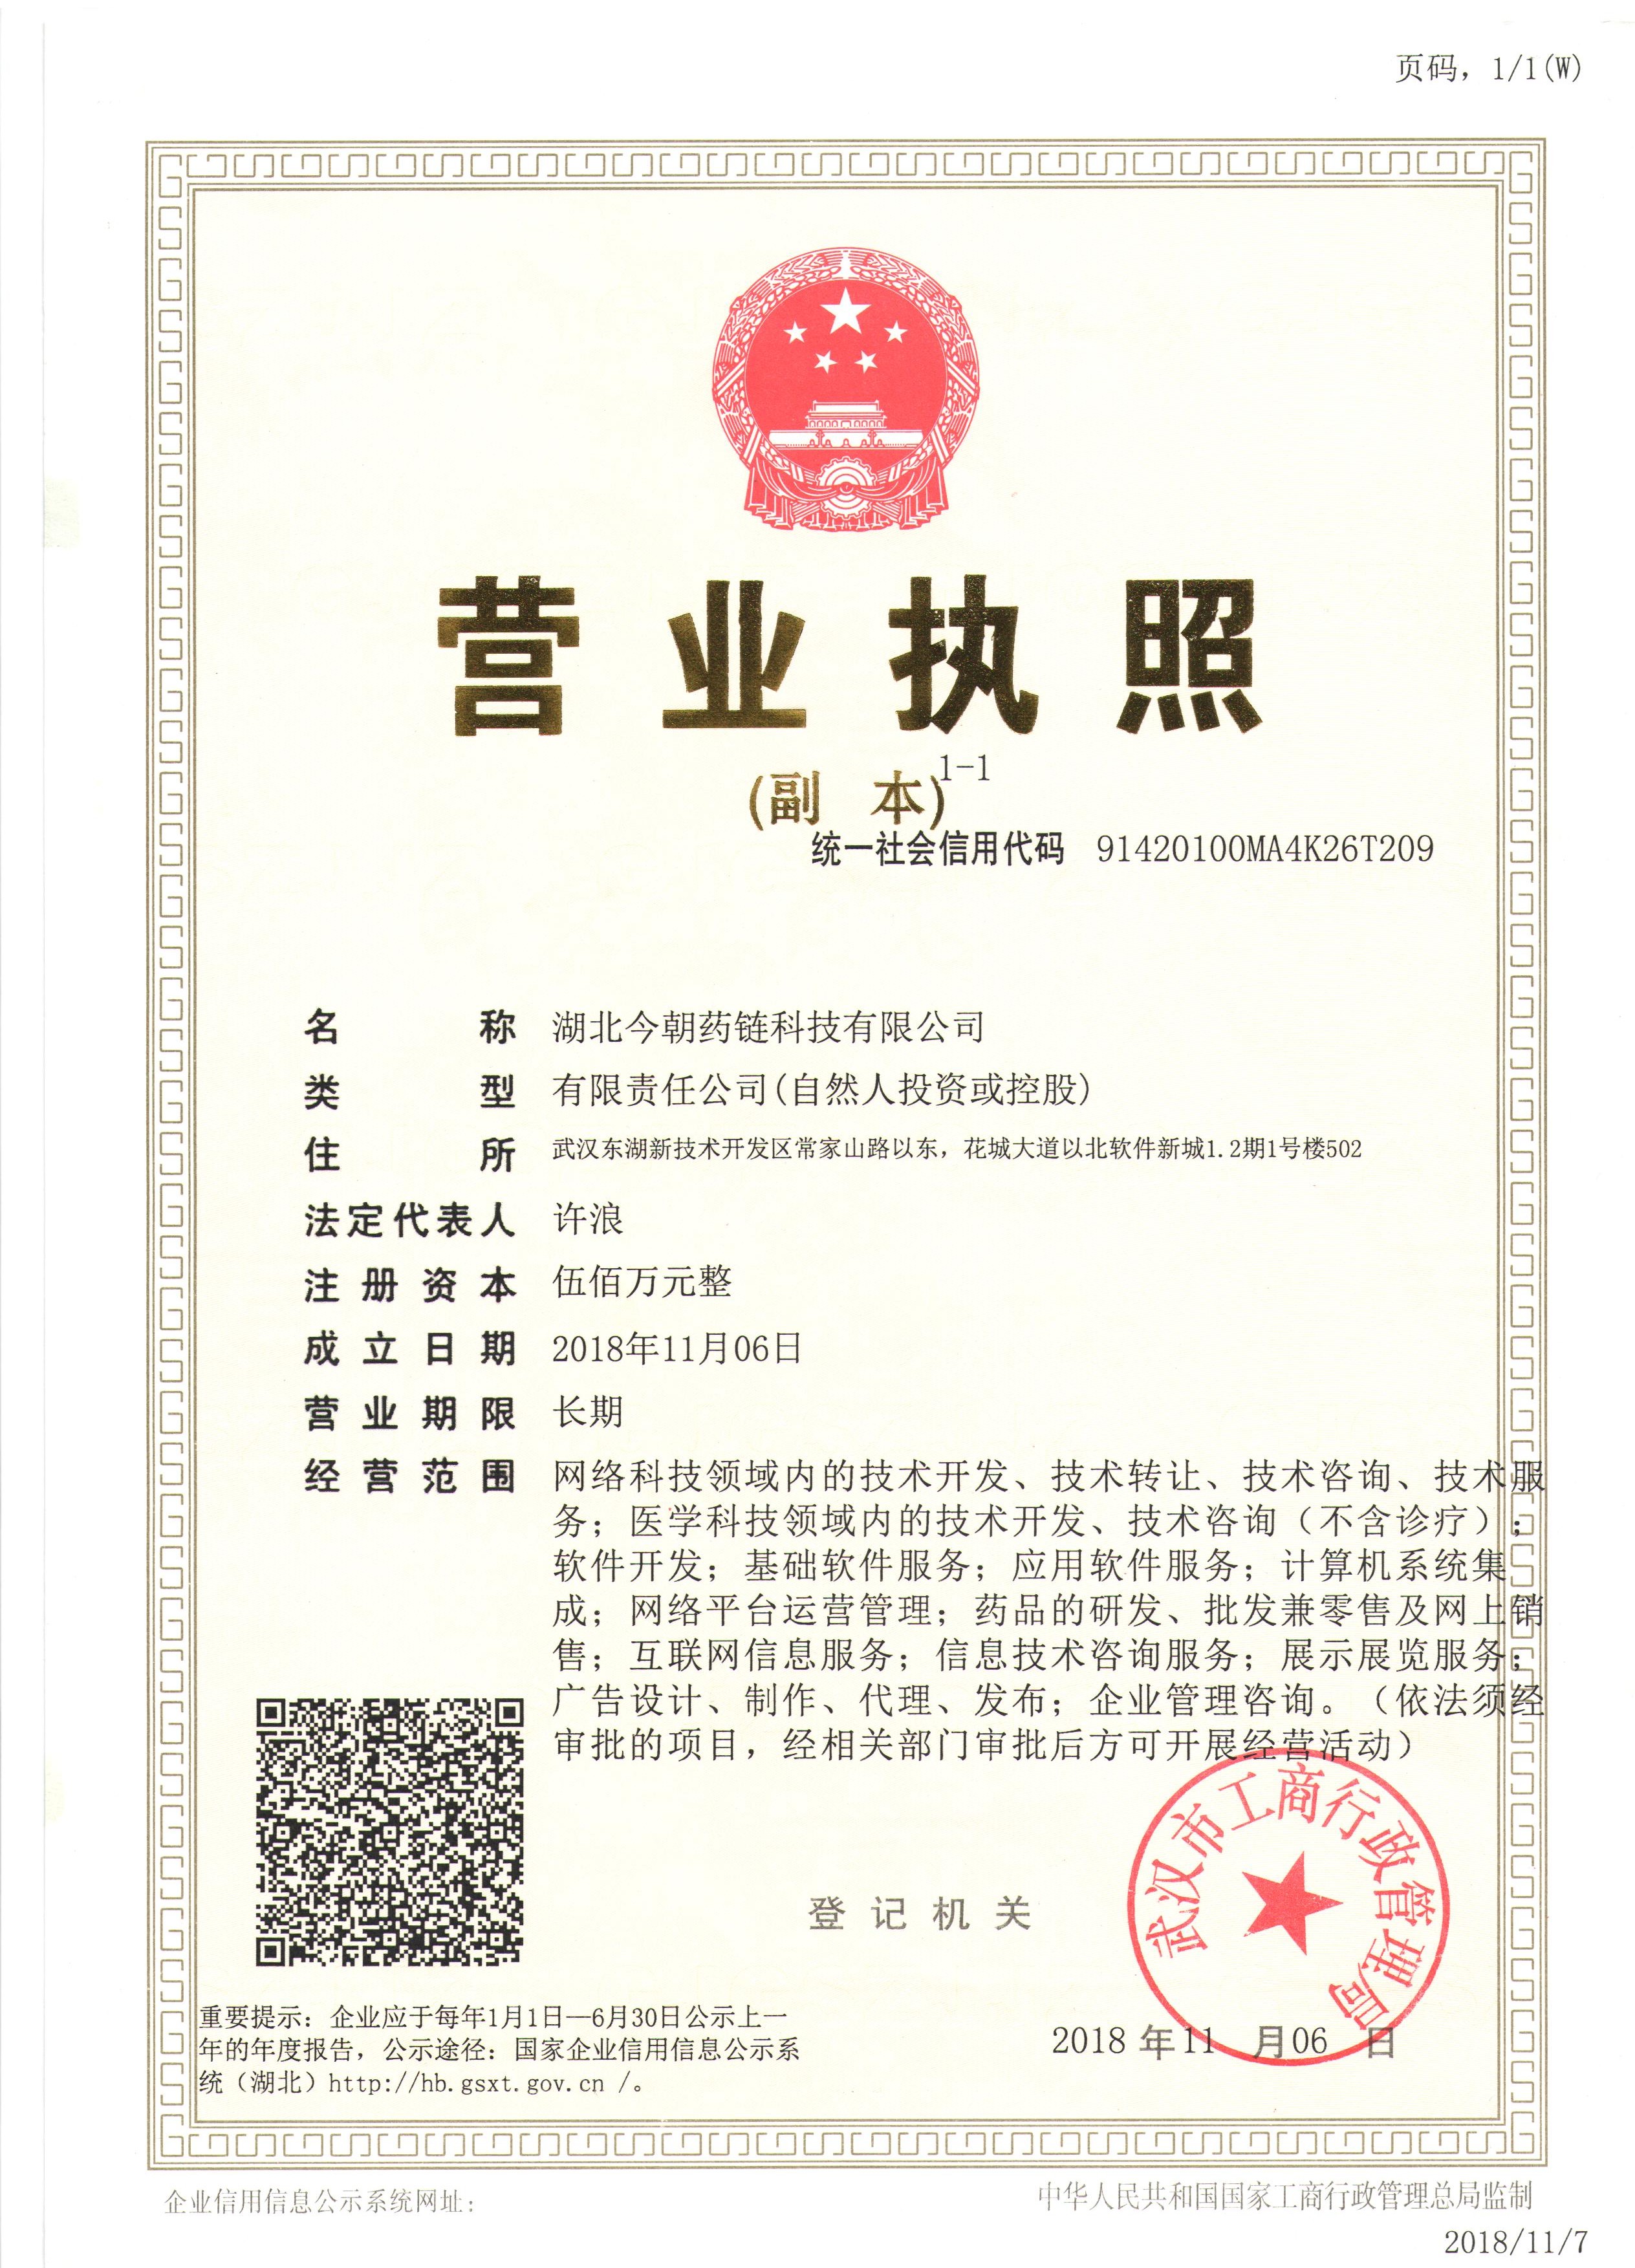 页码，1/1(W)
营业执照
(副 本)1-1
统一社会信用代码 91420100MA4K26T209
名 称 湖北今朝药链科技有限公司
类 型 有限责任公司(自然人投资或控股)
住 所 武汉东湖新技术开发区常家山路以东，花城大道以北软件新城1.2期1号楼502
法定代表人 许浪
注册资本 伍佰万元整
成立日期 2018年11月06日
营业期限 长期
经营范围 网络科技领域内的技术开发、技术转让、技术咨询、技术服
务；医学科技领域内的技术开发、技术咨询（不含诊疗）；
软件开发；基础软件服务；应用软件服务；计算机系统集
成；网络平台运营管理；药品的研发、批发兼零售及网上销
售；互联网信息服务；信息技术咨询服务；展示展览服务；
广告设计、制作、代理、发布；企业管理咨询。（依法须经
审批的项目，经相关部门审批后方可开展经营活动）
武汉市工商行政管理局
登记机关
2018 年11 月06 日
重要提示：企业应于每年1月1日—6月30日公示上一
年的年度报告，公示途径：国家企业信用信息公示系
统（湖北）http://hb.gsxt.gov.cn /。
企业信用信息公示系统网址：
中华人民共和国国家工商行政管理总局监制
2018/11/7